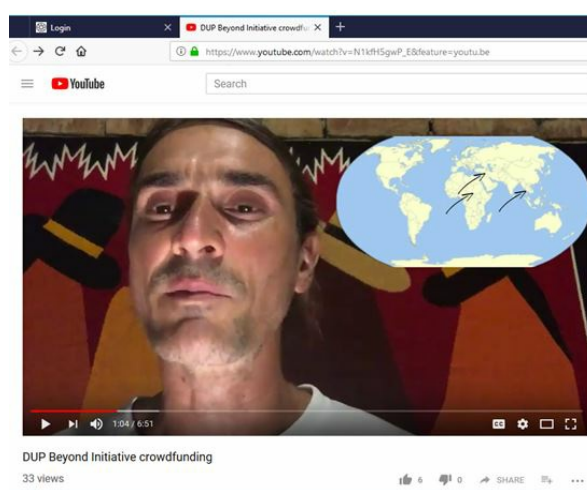 Login
DUP Beyond Initiative crowdfu
https://www.youtube.com/watch?v=N1kfH5gwP_E&feature=youtu.be
YouTube
Search
1:04 / 6:51
CC
DUP Beyond Initiative crowdfunding
33 views
6
0
SHARE